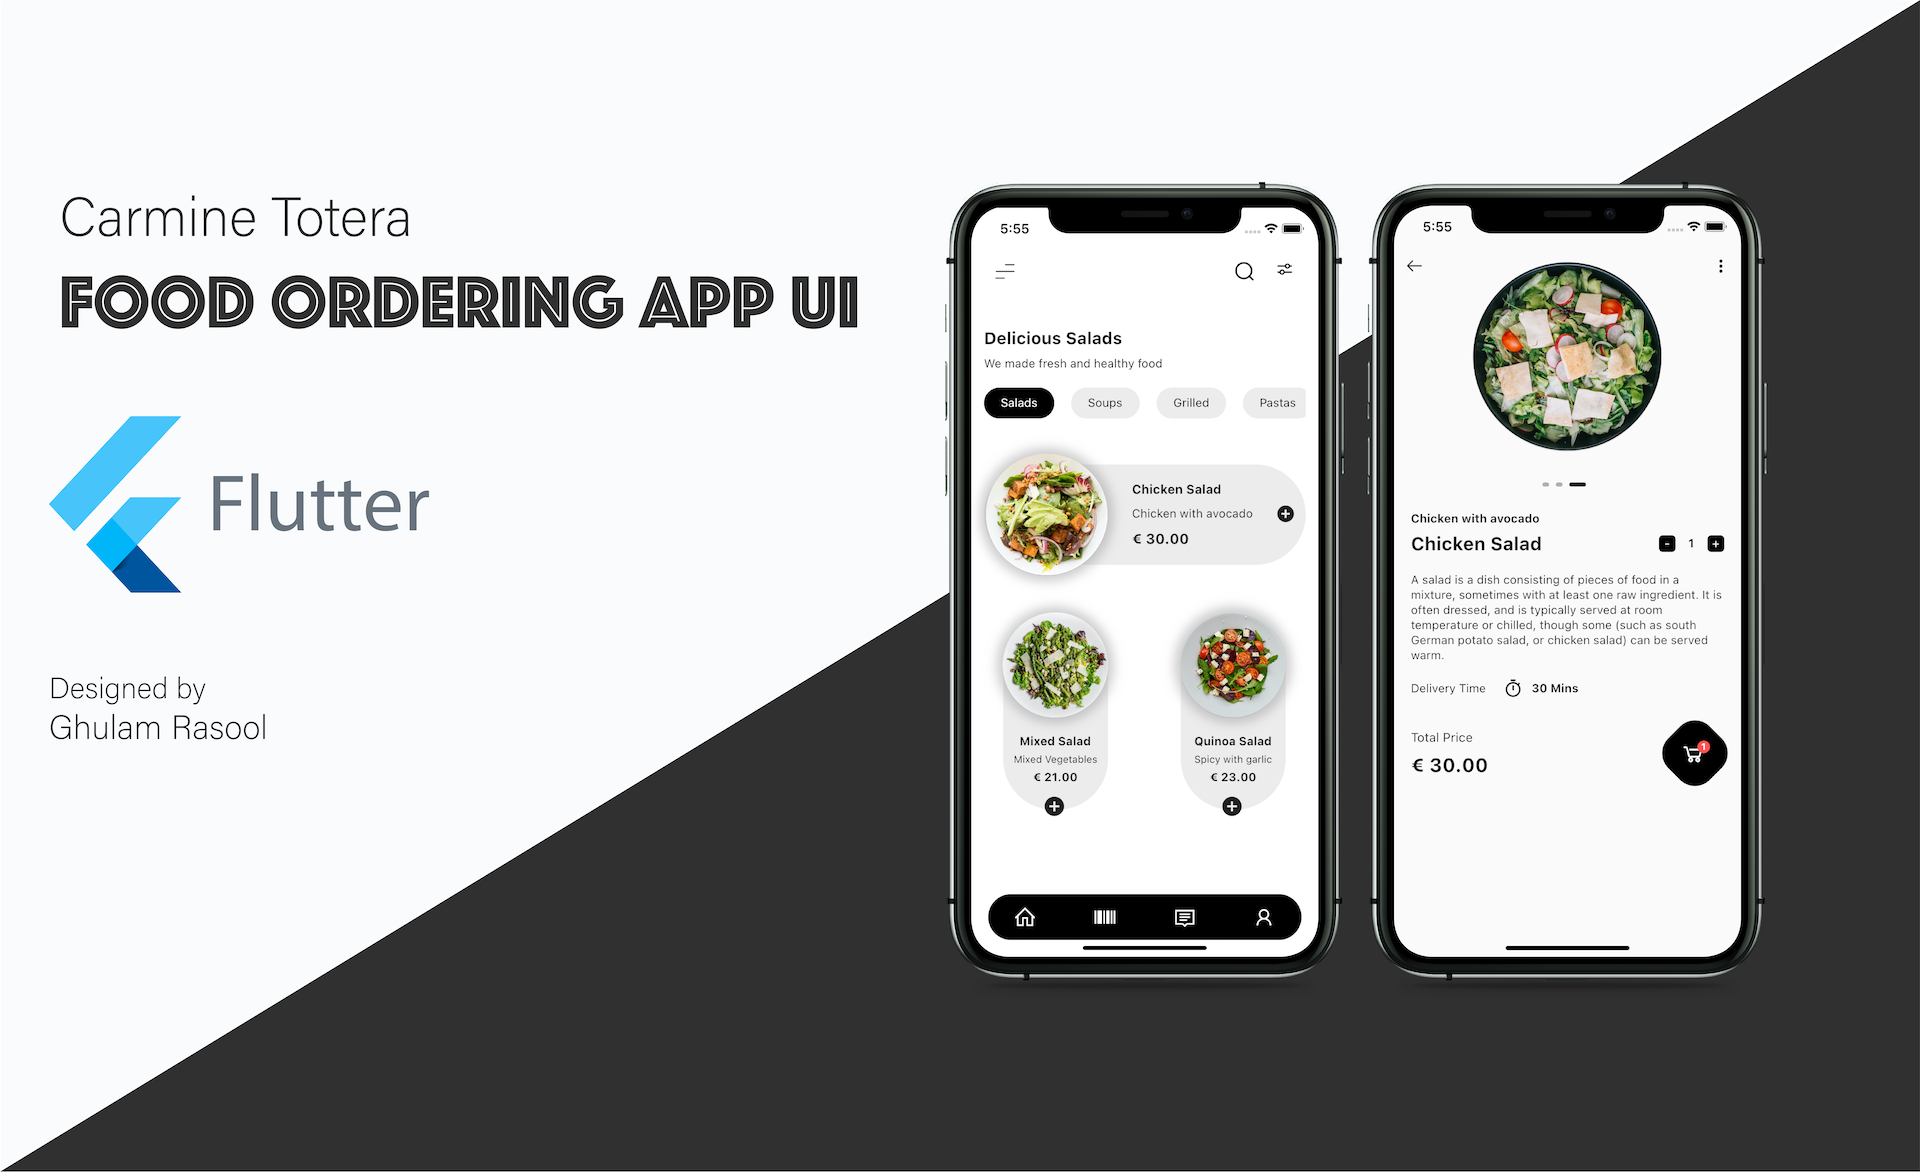 Carmine Totera
FOOD ORDERING APP UI
Flutter
Designed by
Ghulam Rasool
5:55
Delicious Salads
We made fresh and healthy food
Salads
Soups
Grilled
Pastas
Chicken Salad
Chicken with avocado
€ 30.00
Mixed Salad
Mixed Vegetables
€ 21.00
Quinoa Salad
Spicy with garlic
€ 23.00
5:55
Chicken with avocado
Chicken Salad
- 1 +
A salad is a dish consisting of pieces of food in a
mixture, sometimes with at least one raw ingredient. It is
often dressed, and is typically served at room
temperature or chilled, though some (such as south
German potato salad, or chicken salad) can be served
warm.
Delivery Time 30 Mins
Total Price
€ 30.00
1